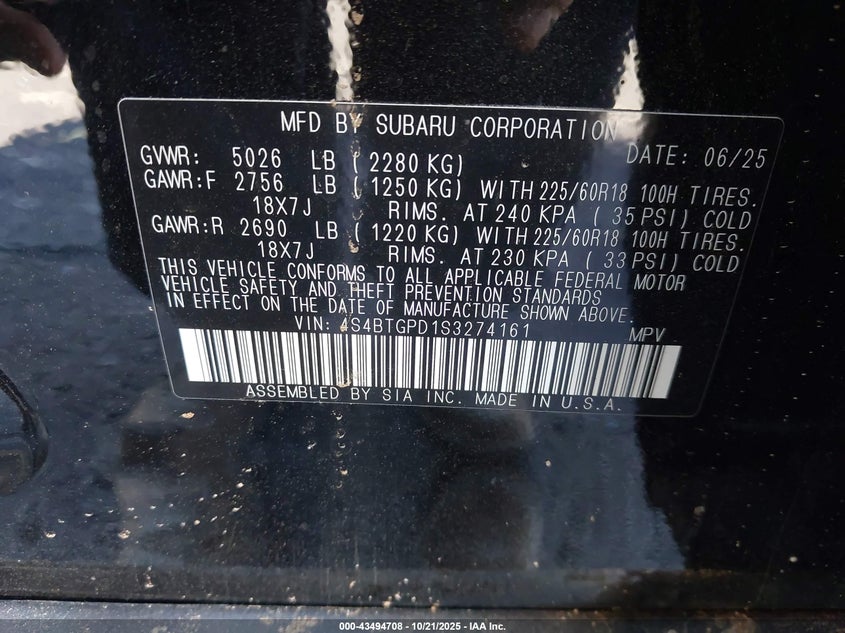 MFD BY SUBARU CORPORATION DATE: 06/25
GVWR: 5026 LB (2280 KG)
GAWR:F 2756 LB (1250 KG) WITH 225/60R18 100H TIRES.
18X7J RIMS. AT 240 KPA (35 PSI) COLD
GAWR:R 2690 LB (1220 KG) WITH 225/60R18 100H TIRES.
18X7J RIMS. AT 230 KPA (33 PSI) COLD
THIS VEHICLE CONFORMS TO ALL APPLICABLE FEDERAL MOTOR
VEHICLE SAFETY AND THEFT PREVENTION STANDARDS
IN EFFECT ON THE DATE OF MANUFACTURE SHOWN ABOVE.
VIN: 4S4BTGPD1S3274161 MPV
ASSEMBLED BY SIA INC. MADE IN U.S.A.
000-43494708 - 10/21/2025 - IAA Inc.